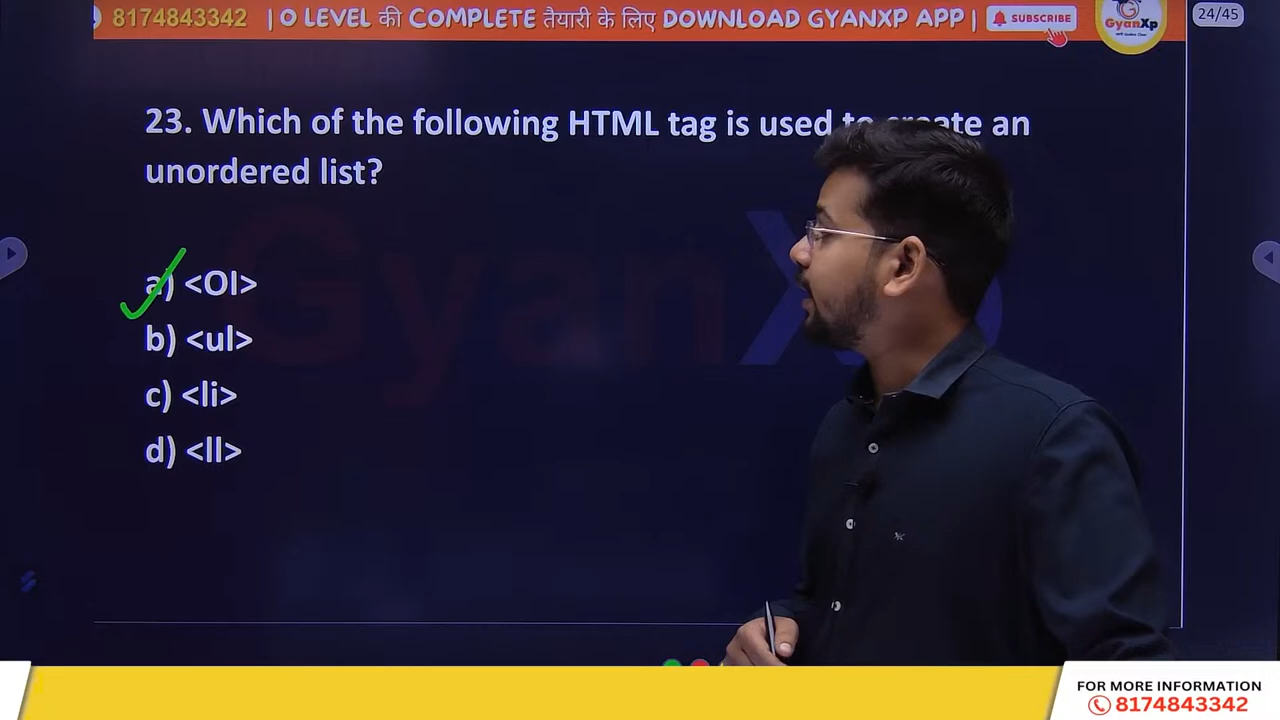 8174843342 | O LEVEL की COMPLETE तैयारी के लिए DOWNLOAD GYANXP APP |
SUBSCRIBE
GyanXp
24/45
23. Which of the following HTML tag is used to create an
unordered list?
a) <Ol>
b) <ul>
c) <li>
d) <ll>
GyanXp
FOR MORE INFORMATION
8174843342